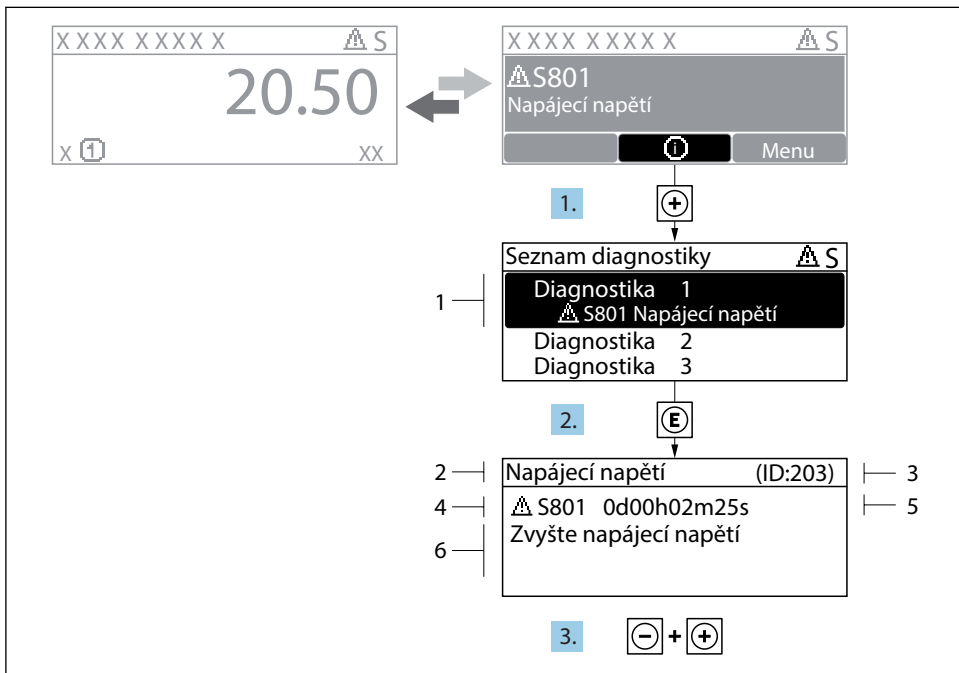 X XXXX XXXXX X ⚠ S
20.50
X ① XX
X XXXX XXXXX X ⚠ S
⚠S801
Napájecí napětí
ⓘ Menu
1. +
Seznam diagnostiky ⚠ S
1
Diagnostika 1
⚠ S801 Napájecí napětí
Diagnostika 2
Diagnostika 3
2. E
2 Napájecí napětí (ID:203) 3
4 ⚠ S801 0d00h02m25s 5
6 Zvyšte napájecí napětí
3. - + +